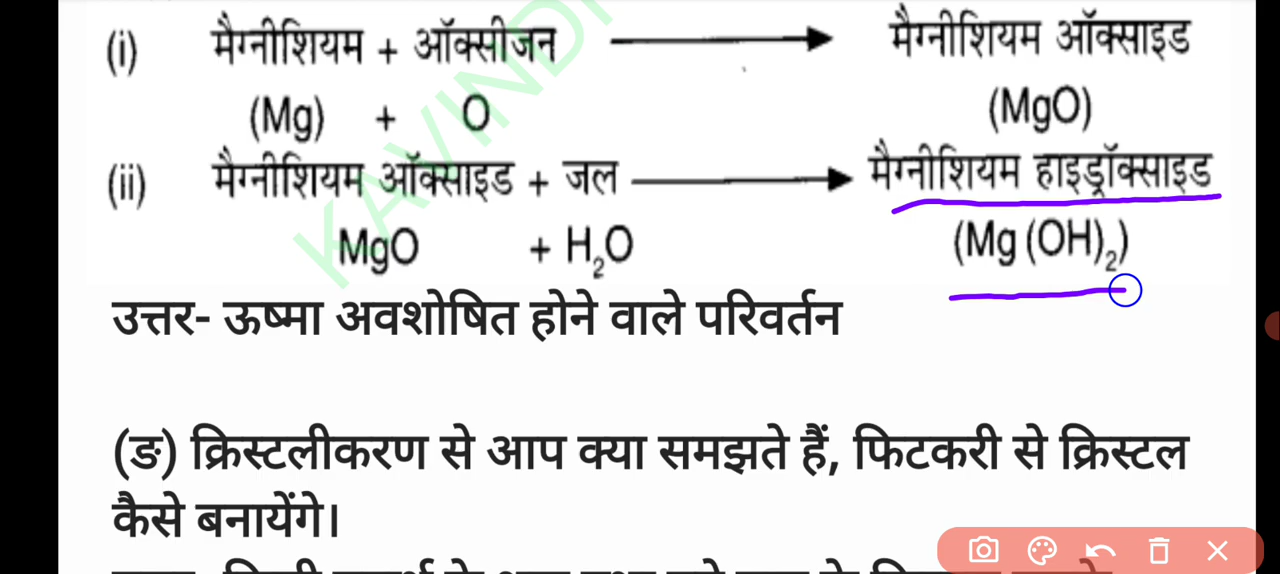 (i) मैग्नीशियम + ऑक्सीजन ⟶ मैग्नीशियम ऑक्साइड
(Mg) + O (MgO)
(ii) मैग्नीशियम ऑक्साइड + जल ⟶ मैग्नीशियम हाइड्रॉक्साइड
MgO + H₂O (Mg (OH)₂)
उत्तर- ऊष्मा अवशोषित होने वाले परिवर्तन
(ङ) क्रिस्टलीकरण से आप क्या समझते हैं, फिटकरी से क्रिस्टल
कैसे बनायेंगे।